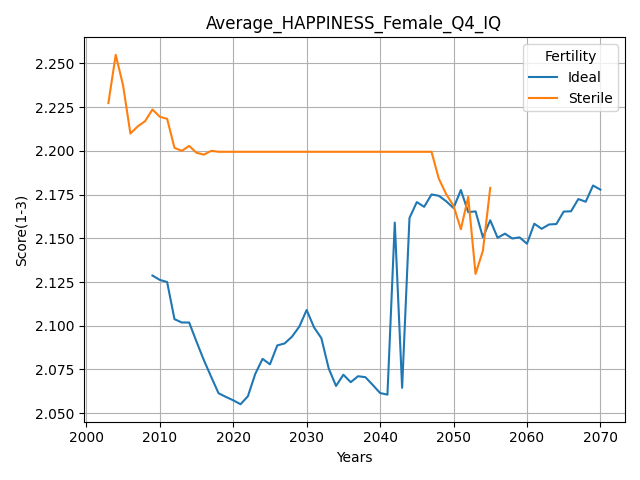 Average_HAPPINESS_Female_Q4_IQ
Fertility
Ideal
Sterile
Score(1-3)
2.250
2.225
2.200
2.175
2.150
2.125
2.100
2.075
2.050
2000 2010 2020 2030 2040 2050 2060 2070
Years